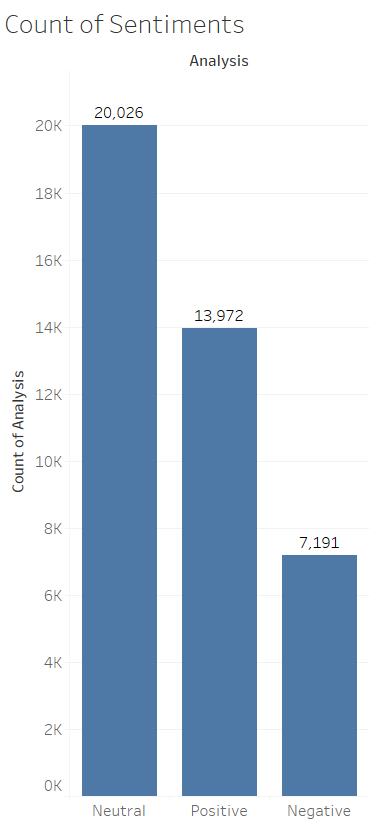 Count of Sentiments
Analysis
20,026
20K
18K
16K
13,972
14K
12K
Count of Analysis
10K
8K
7,191
6K
4K
2K
0K
Neutral Positive Negative